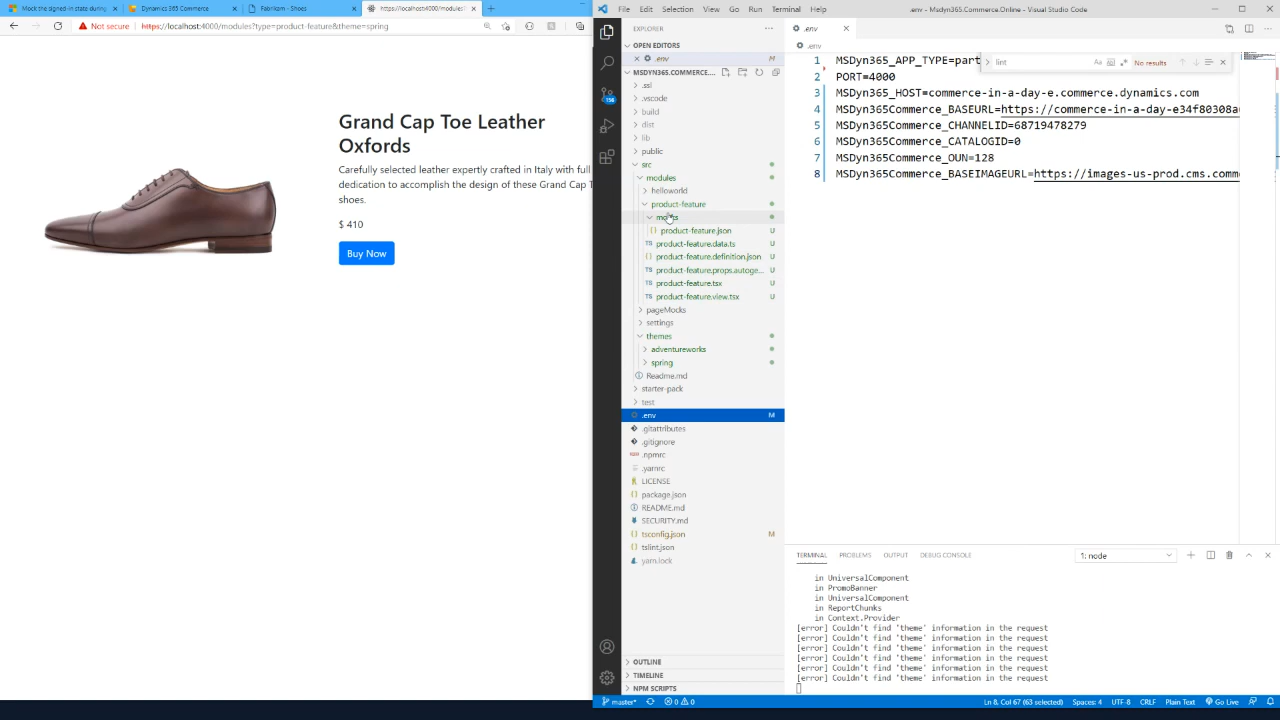 Mock the signed-in state during
Dynamics 365 Commerce
Fabrikam - Shoes
https://localhost:4000/modules?
Not secure
https://localhost:4000/modules?type=product-feature&theme=spring
Grand Cap Toe Leather
Oxfords
Carefully selected leather expertly crafted in Italy with full
dedication to accomplish the design of these Grand Cap T
shoes.
$ 410
Buy Now
File Edit Selection View Go Run Terminal Help
.env - Msdyn365.Commerce.Online - Visual Studio Code
EXPLORER
OPEN EDITORS
.env M
MSDYN365.COMMERCE....
.ssl
.vscode
build
dist
lib
public
src
modules
helloworld
product-feature
product-feature.json U
product-feature.data.ts U
product-feature.definition.json U
product-feature.props.autoge... U
product-feature.tsx U
product-feature.view.tsx U
pageMocks
settings
themes
adventureworks
spring
Readme.md
starter-pack
test
.env M
.gitattributes
.gitignore
.npmrc
.yarnrc
LICENSE
package.json
README.md
SECURITY.md
tsconfig.json M
tslint.json
yarn.lock
OUTLINE
TIMELINE
NPM SCRIPTS
156
.env
.env
lint
Aa
No results
1 MSDyn365_APP_TYPE=part
2 PORT=4000
3 MSDyn365_HOST=commerce-in-a-day-e.commerce.dynamics.com
4 MSDyn365Commerce_BASEURL=https://commerce-in-a-day-e34f80308a
5 MSDyn365Commerce_CHANNELID=68719478279
6 MSDyn365Commerce_CATALOGID=0
7 MSDyn365Commerce_OUN=128
8 MSDyn365Commerce_BASEIMAGEURL=https://images-us-prod.cms.comm
TERMINAL PROBLEMS OUTPUT DEBUG CONSOLE
1: node
in UniversalComponent
in PromoBanner
in UniversalComponent
in ReportChunks
in Context.Provider
[error] Couldn't find 'theme' information in the request
[error] Couldn't find 'theme' information in the request
[error] Couldn't find 'theme' information in the request
[error] Couldn't find 'theme' information in the request
[error] Couldn't find 'theme' information in the request
[error] Couldn't find 'theme' information in the request
master*
0 0
Ln 8, Col 67 (63 selected) Spaces: 4 UTF-8 CRLF Plain Text Go Live